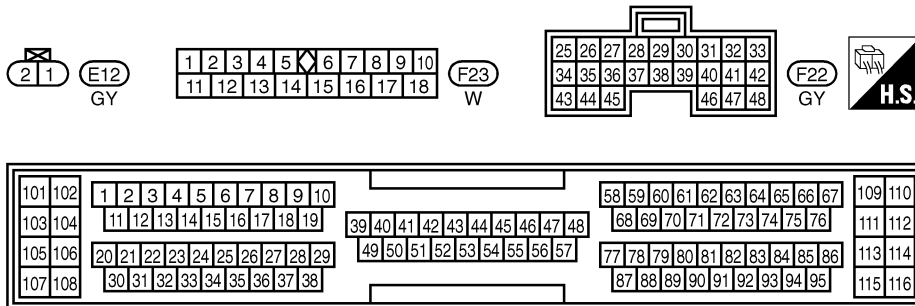 2 1 E12 GY
1 2 3 4 5 6 7 8 9 10
11 12 13 14 15 16 17 18
F23
W
25 26 27 28 29 30 31 32 33
34 35 36 37 38 39 40 41 42
43 44 45 46 47 48
F22
GY
H.S.
101 102
103 104
105 106
107 108
1 2 3 4 5 6 7 8 9 10
11 12 13 14 15 16 17 18 19
20 21 22 23 24 25 26 27 28 29
30 31 32 33 34 35 36 37 38
39 40 41 42 43 44 45 46 47 48
49 50 51 52 53 54 55 56 57
58 59 60 61 62 63 64 65 66 67
68 69 70 71 72 73 74 75 76
77 78 79 80 81 82 83 84 85 86
87 88 89 90 91 92 93 94 95
109 110
111 112
113 114
115 116